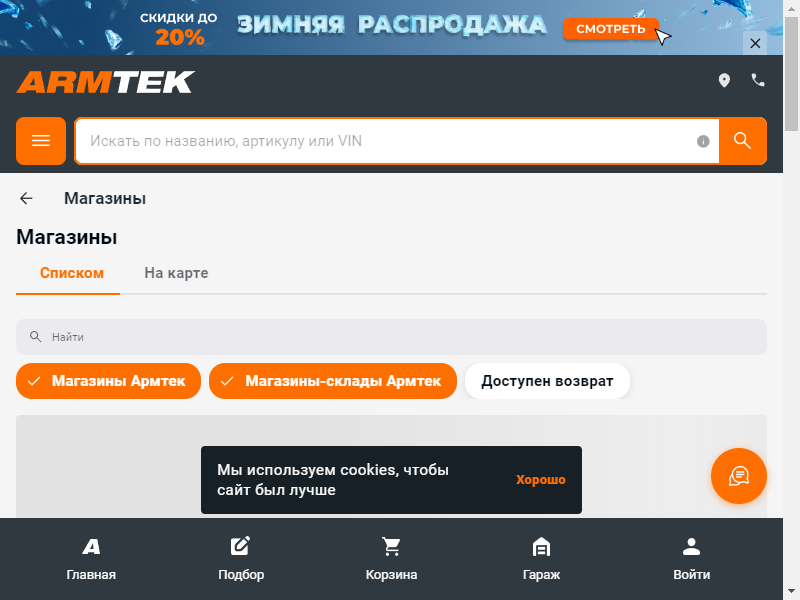 СКИДКИ ДО
20%
ЗИМНЯЯ РАСПРОДАЖА
СМОТРЕТЬ
ARMTEK
Искать по названию, артикулу или VIN
Магазины
Магазины
Списком
На карте
Найти
Магазины Армтек
Магазины-склады Армтек
Доступен возврат
Мы используем cookies, чтобы
сайт был лучше
Хорошо
Главная
Подбор
Корзина
Гараж
Войти